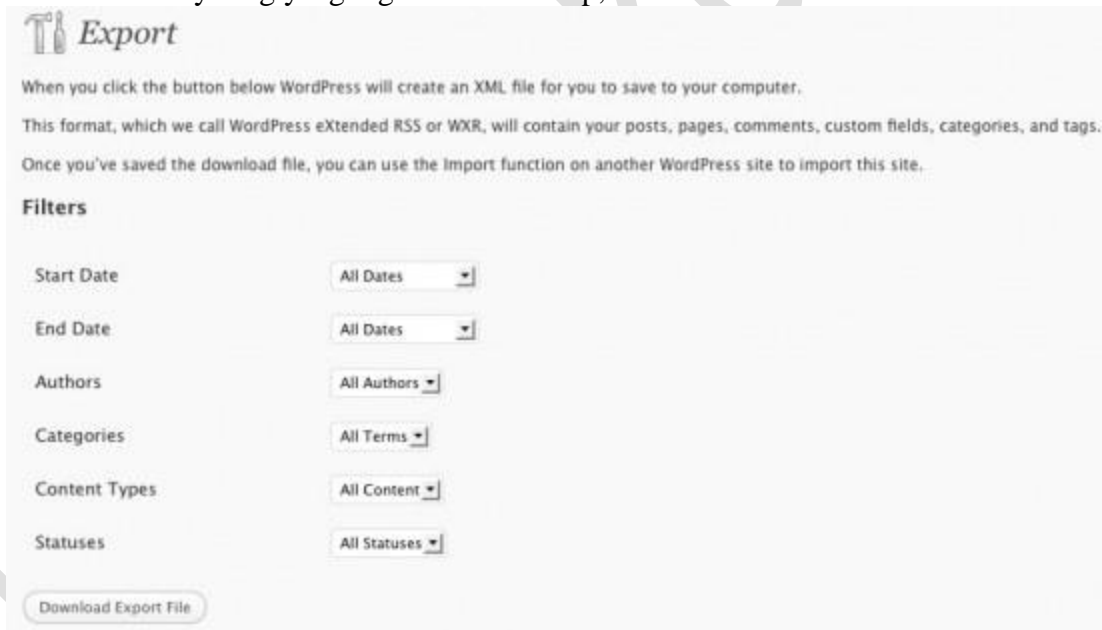 Export
When you click the button below WordPress will create an XML file for you to save to your computer.
This format, which we call WordPress eXtended RSS or WXR, will contain your posts, pages, comments, custom fields, categories, and tags.
Once you've saved the download file, you can use the Import function on another WordPress site to import this site.
Filters
Start Date All Dates
End Date All Dates
Authors All Authors
Categories All Terms
Content Types All Content
Statuses All Statuses
Download Export File